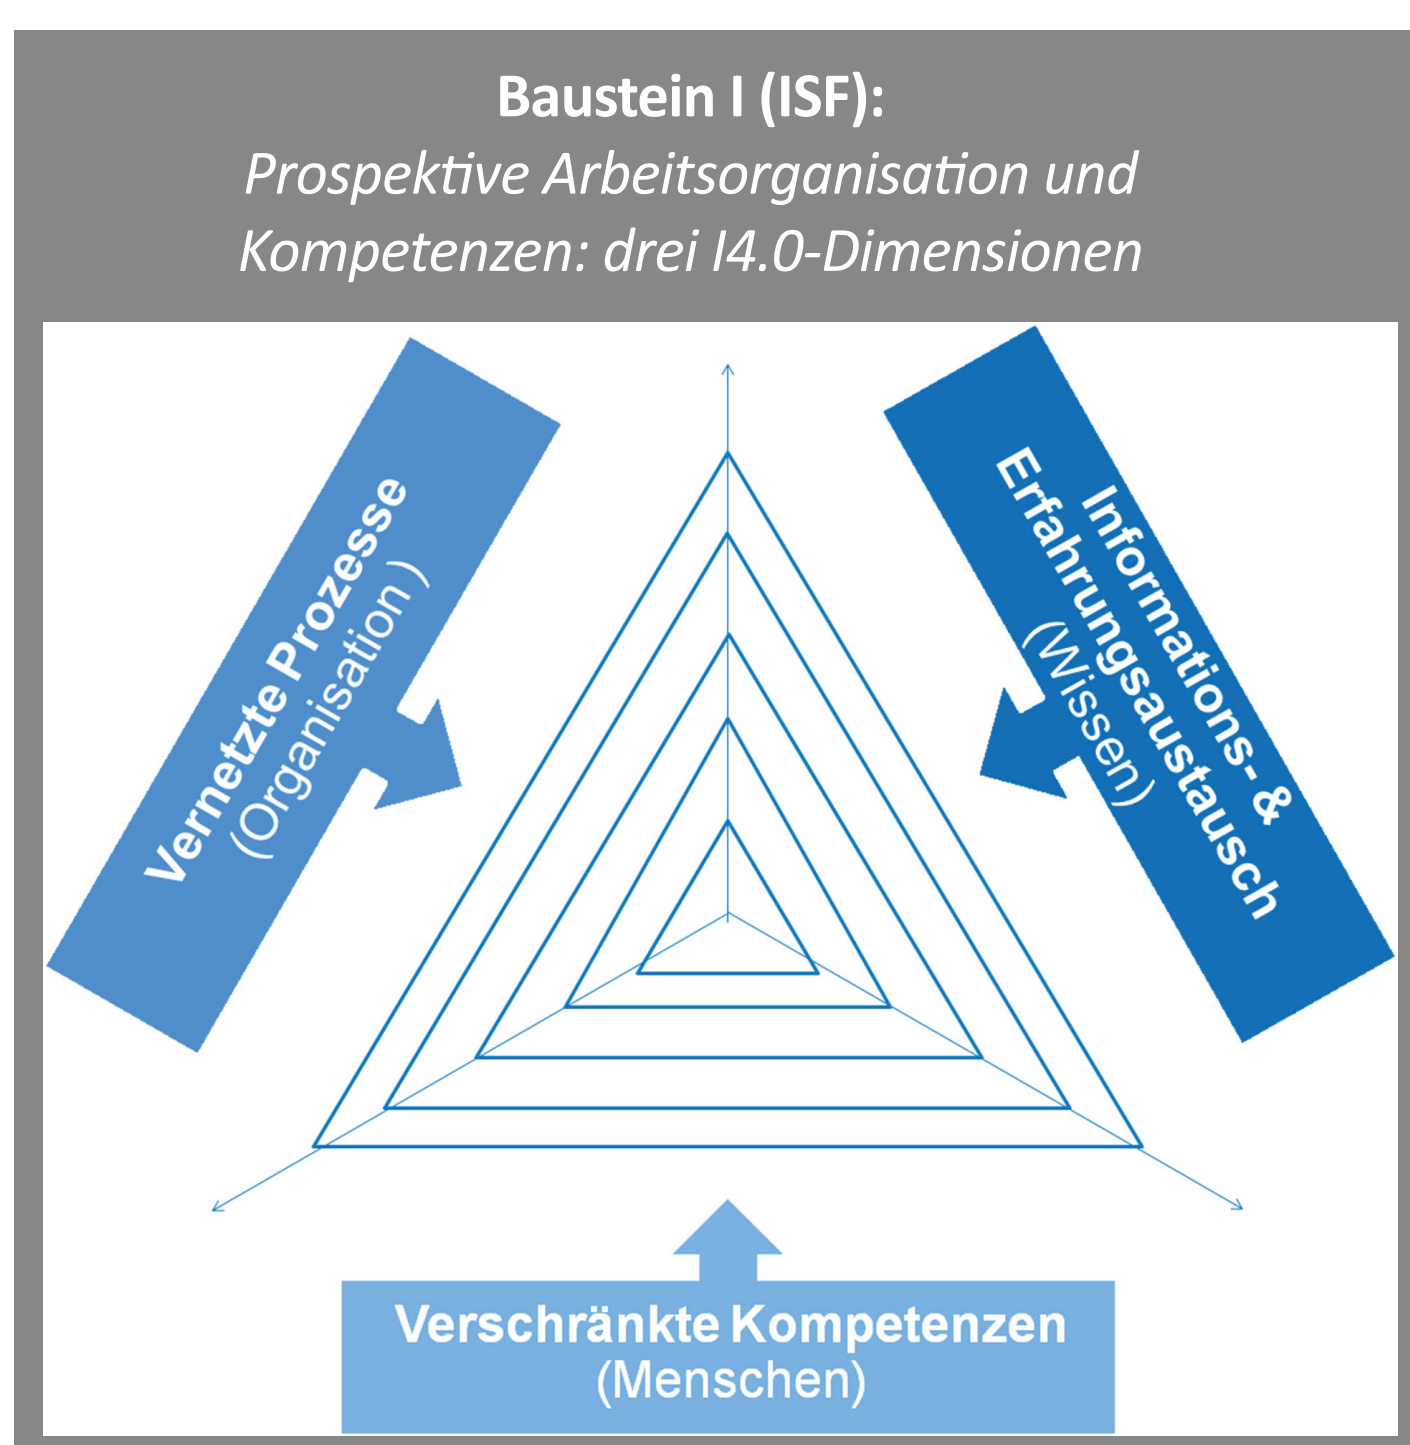 Baustein I (ISF):
Prospektive Arbeitsorganisation und
Kompetenzen: drei I4.0-Dimensionen
Vernetzte Prozesse
(Organisation )
Informations- &
Erfahrungsaustausch
(Wissen)
Verschränkte Kompetenzen
(Menschen)